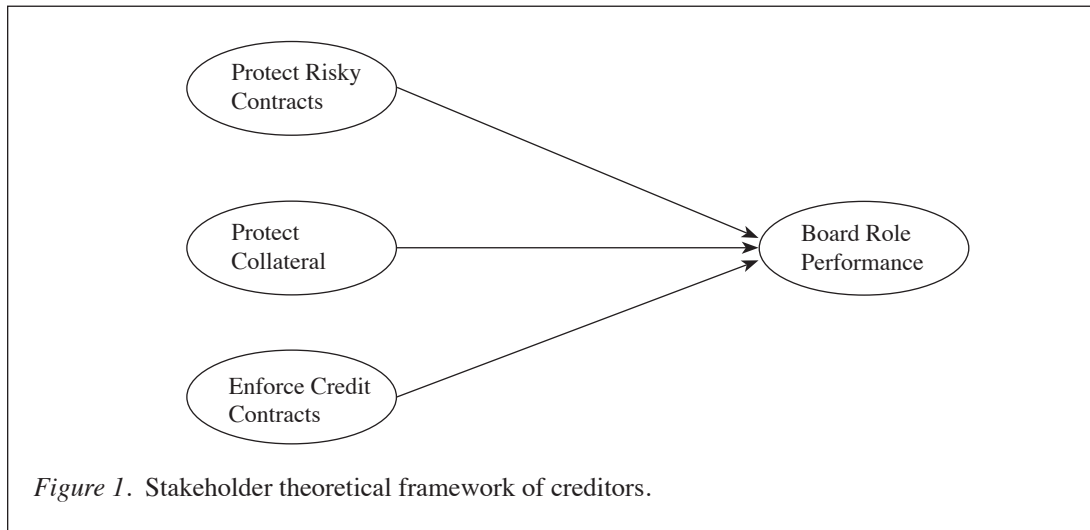 Protect Risky
Contracts
Protect
Collateral
Board Role
Performance
Enforce Credit
Contracts
Figure 1. Stakeholder theoretical framework of creditors.